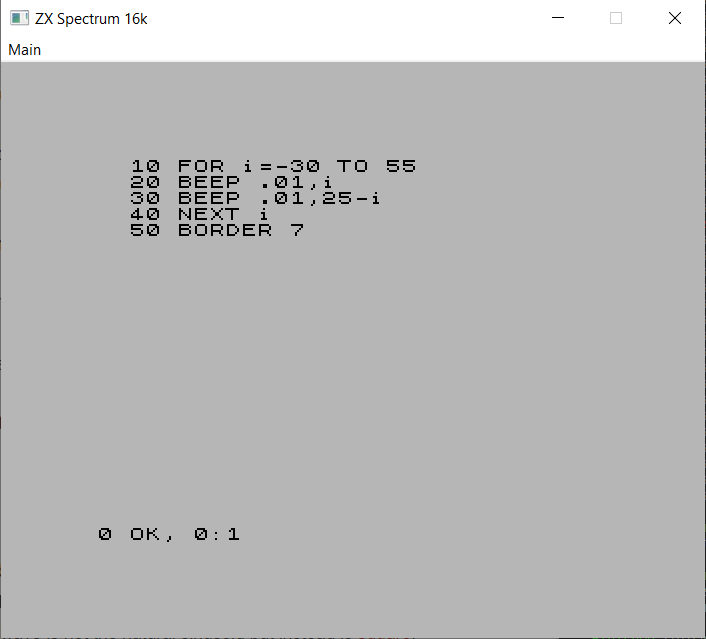 ZX Spectrum 16k
Main
10 FOR i=-30 TO 55
20 BEEP .01,i
30 BEEP .01,25-i
40 NEXT i
50 BORDER 7
0 OK, 0:1